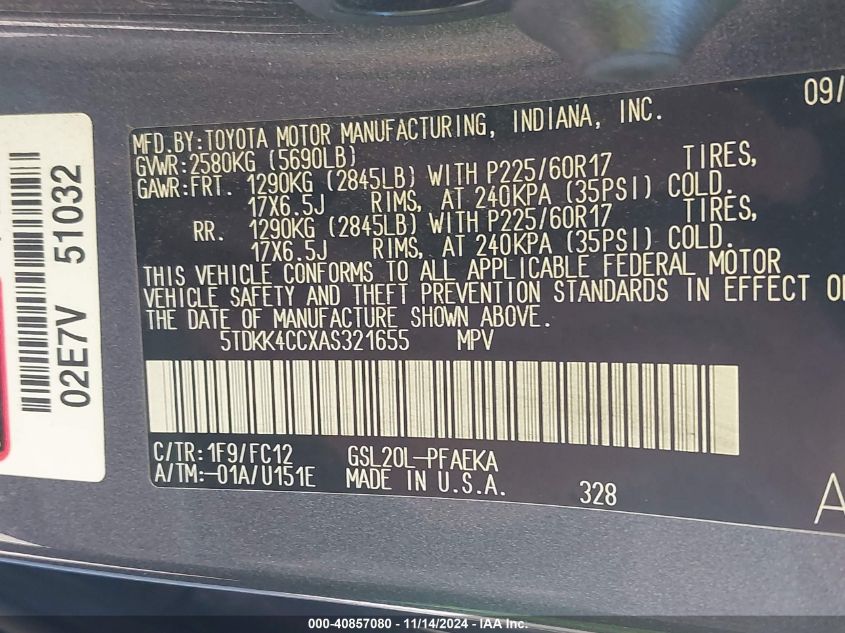 09/
MFD.BY:TOYOTA MOTOR MANUFACTURING, INDIANA, INC.
GVWR:2580KG (5690LB)
GAWR:FRT. 1290KG (2845LB) WITH P225/60R17 TIRES,
17X6.5J RIMS, AT 240KPA (35PSI) COLD.
RR. 1290KG (2845LB) WITH P225/60R17 TIRES,
17X6.5J RIMS, AT 240KPA (35PSI) COLD.
THIS VEHICLE CONFORMS TO ALL APPLICABLE FEDERAL MOTOR
VEHICLE SAFETY AND THEFT PREVENTION STANDARDS IN EFFECT O
THE DATE OF MANUFACTURE SHOWN ABOVE.
5TDKK4CCXAS321655 MPV
C/TR:1F9/FC12 GSL20L-PFAEKA
A/TM:-01A/U151E MADE IN U.S.A. 328
A
02E7V 51032
000-40857080 - 11/14/2024 - IAA Inc.